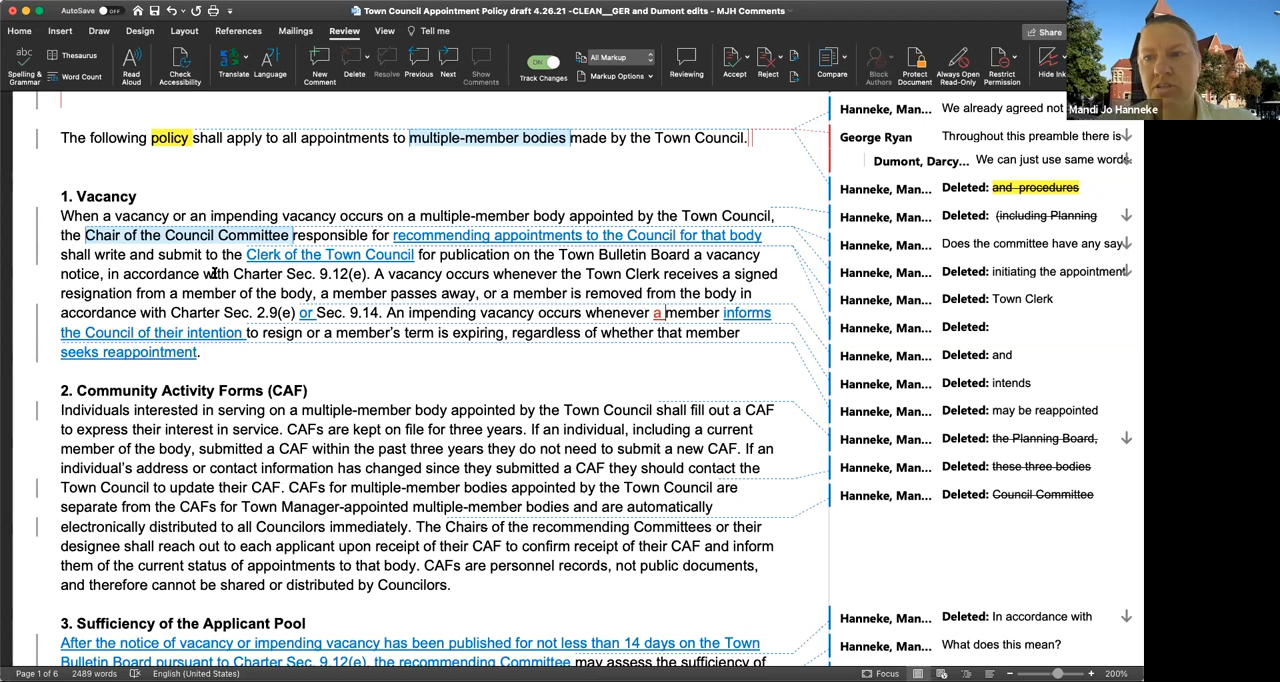 AutoSave OFF
Town Council Appointment Policy draft 4.26.21 -CLEAN__GER and Dumont edits - MJH Comments
Home Insert Draw Design Layout References Mailings Review View Tell me
Share
abc
Spelling & Grammar
Thesaurus
Word Count
Read Aloud
Check Accessibility
Translate
Language
New Comment
Delete
Resolve
Previous
Next
Show Comments
ON
Track Changes
All Markup
Markup Options
Reviewing
Accept
Reject
Compare
Block Authors
Protect Document
Always Open Read-Only
Restrict Permission
Hide Ink
Mandi Jo Hanneke
The following policy shall apply to all appointments to multiple-member bodies made by the Town Council.
1. Vacancy
When a vacancy or an impending vacancy occurs on a multiple-member body appointed by the Town Council,
the Chair of the Council Committee responsible for recommending appointments to the Council for that body
shall write and submit to the Clerk of the Town Council for publication on the Town Bulletin Board a vacancy
notice, in accordance with Charter Sec. 9.12(e). A vacancy occurs whenever the Town Clerk receives a signed
resignation from a member of the body, a member passes away, or a member is removed from the body in
accordance with Charter Sec. 2.9(e) or Sec. 9.14. An impending vacancy occurs whenever a member informs
the Council of their intention to resign or a member's term is expiring, regardless of whether that member
seeks reappointment.
2. Community Activity Forms (CAF)
Individuals interested in serving on a multiple-member body appointed by the Town Council shall fill out a CAF
to express their interest in service. CAFs are kept on file for three years. If an individual, including a current
member of the body, submitted a CAF within the past three years they do not need to submit a new CAF. If an
individual's address or contact information has changed since they submitted a CAF they should contact the
Town Council to update their CAF. CAFs for multiple-member bodies appointed by the Town Council are
separate from the CAFs for Town Manager-appointed multiple-member bodies and are automatically
electronically distributed to all Councilors immediately. The Chairs of the recommending Committees or their
designee shall reach out to each applicant upon receipt of their CAF to confirm receipt of their CAF and inform
them of the current status of appointments to that body. CAFs are personnel records, not public documents,
and therefore cannot be shared or distributed by Councilors.
3. Sufficiency of the Applicant Pool
After the notice of vacancy or impending vacancy has been published for not less than 14 days on the Town
Bulletin Board pursuant to Charter Sec. 9.12(e), the recommending Committee may assess the sufficiency of
Hanneke, Man... We already agreed not
George Ryan Throughout this preamble there is
Dumont, Darcy... We can just use same words
Hanneke, Man... Deleted: and procedures
Hanneke, Man... Deleted: (including Planning
Hanneke, Man... Does the committee have any say
Hanneke, Man... Deleted: initiating the appointment
Hanneke, Man... Deleted: Town Clerk
Hanneke, Man... Deleted:
Hanneke, Man... Deleted: and
Hanneke, Man... Deleted: intends
Hanneke, Man... Deleted: may be reappointed
Hanneke, Man... Deleted: the Planning Board,
Hanneke, Man... Deleted: these three bodies
Hanneke, Man... Deleted: Council Committee
Hanneke, Man... Deleted: In accordance with
Hanneke, Man... What does this mean?
Page 1 of 6 2489 words English (United States) Focus 200%